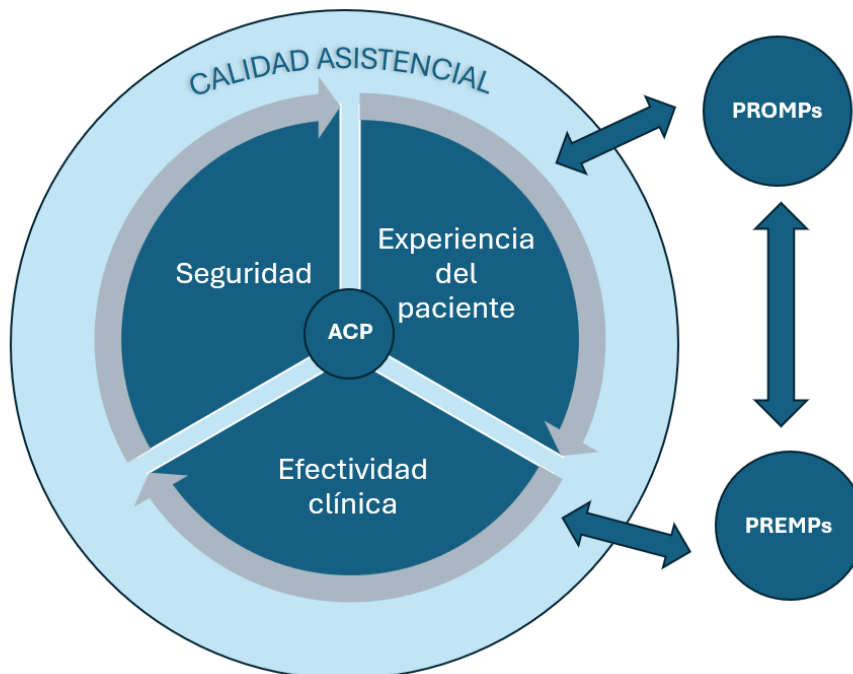 CALIDAD ASISTENCIAL
PROMPs
Experiencia
del
paciente
Seguridad
ACP
Efectividad
clínica
PREMPs